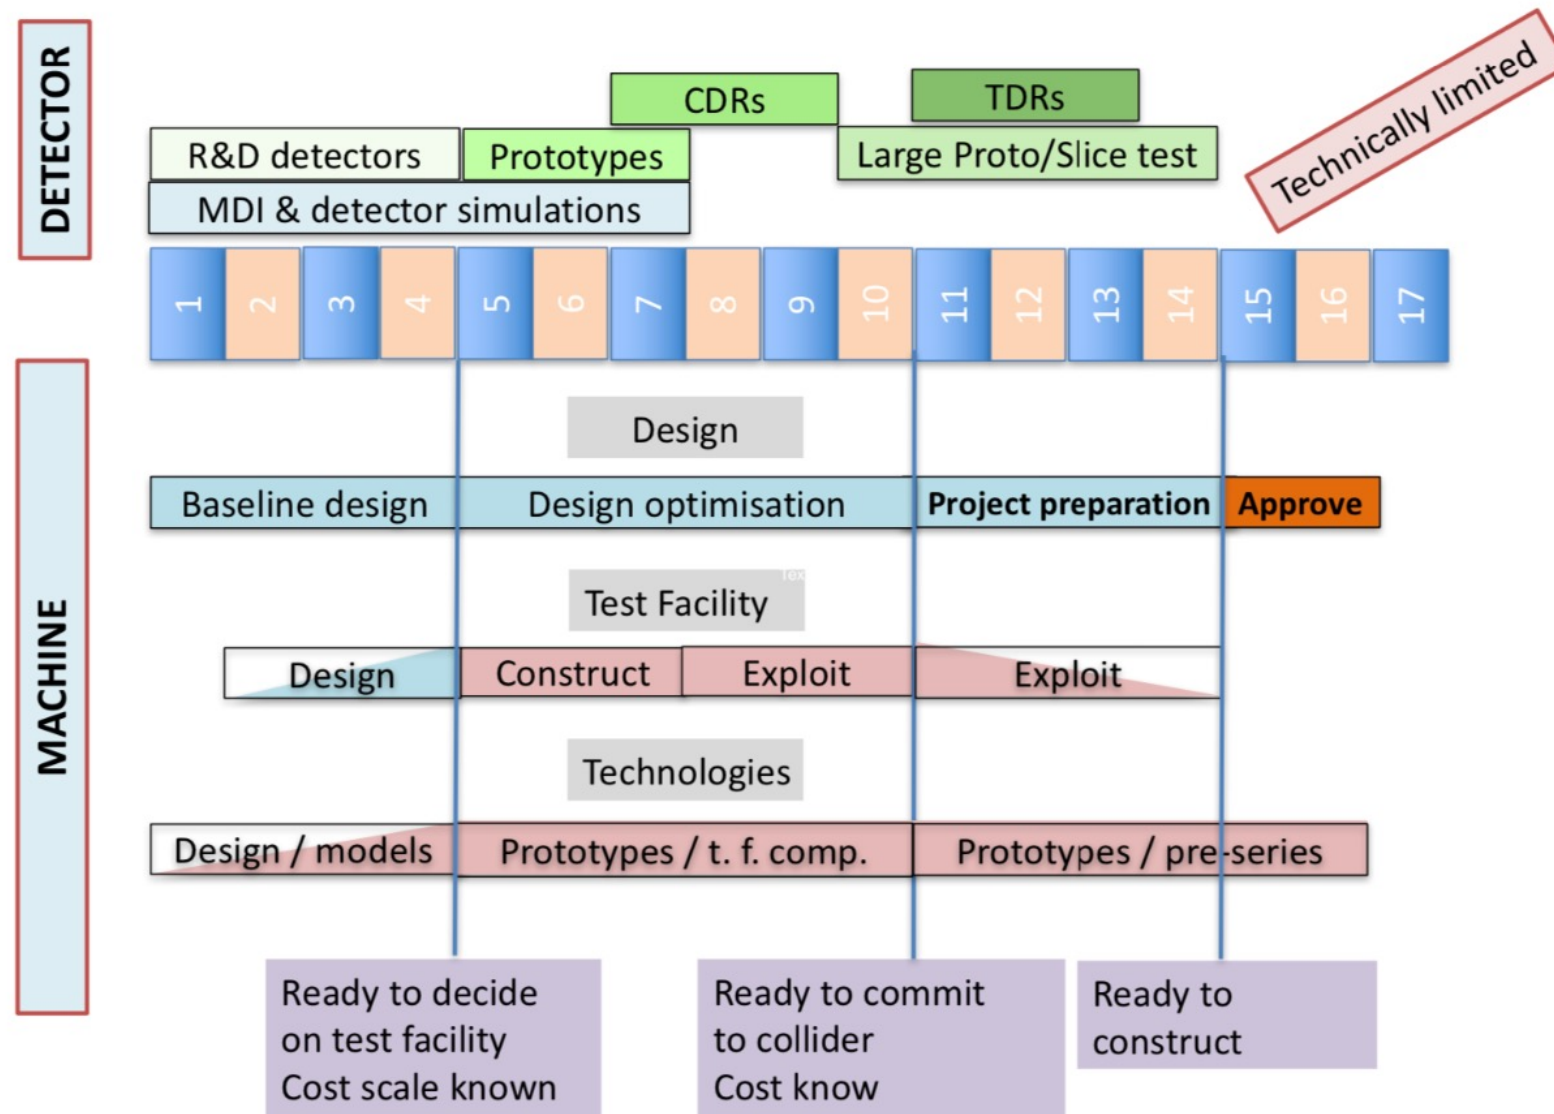 DETECTOR
CDRs
TDRs
Technically limited
R&D detectors
Prototypes
Large Proto/Slice test
MDI & detector simulations
1 2 3 4 5 6 7 8 9 10 11 12 13 14 15 16 17
MACHINE
Design
Baseline design
Design optimisation
Project preparation
Approve
Tex
Test Facility
Design
Construct
Exploit
Exploit
Technologies
Design / models
Prototypes / t. f. comp.
Prototypes / pre-series
Ready to decide
on test facility
Cost scale known
Ready to commit
to collider
Cost know
Ready to
construct